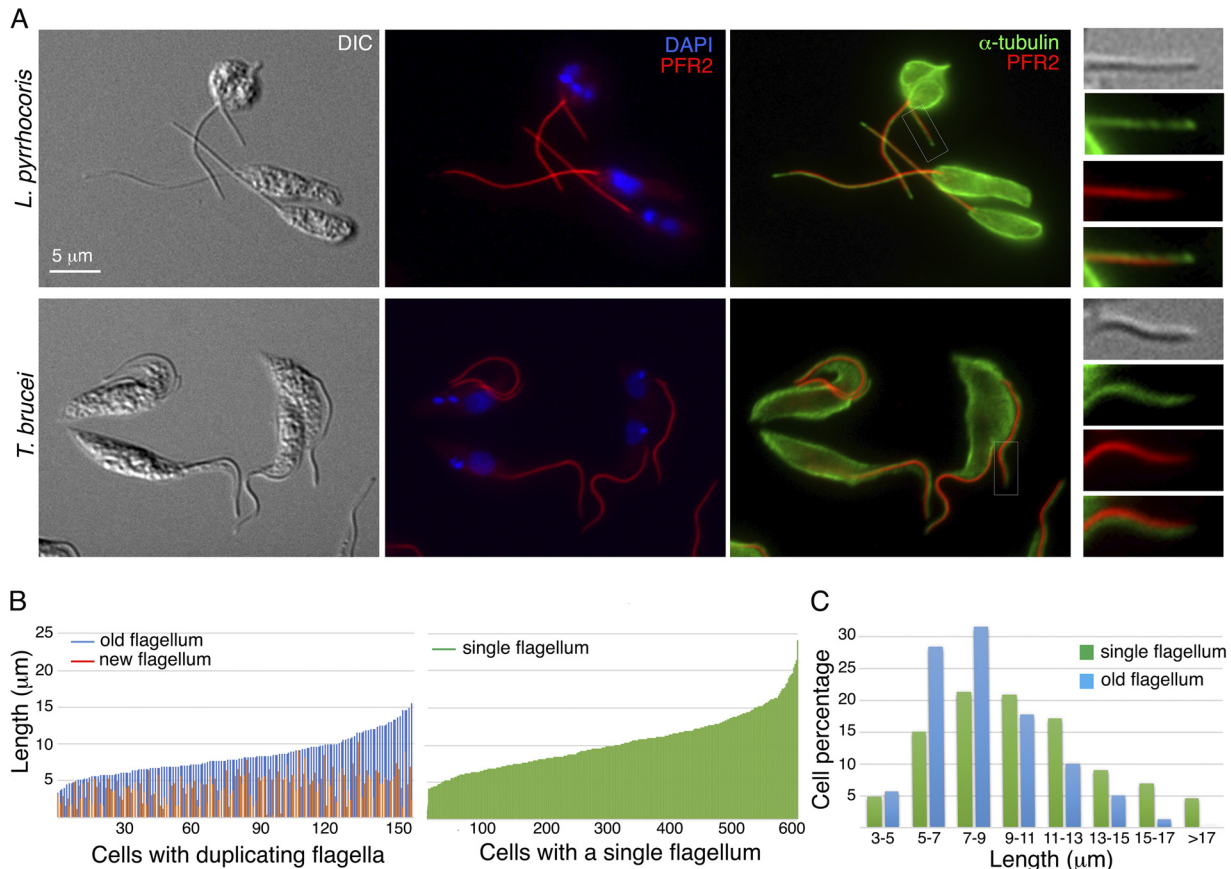 A
DIC
DAPI
PFR2
α-tubulin
PFR2
L. pyrrhocoris
5 μm
T. brucei
B
25
20
15
10
5
Length (μm)
old flagellum
new flagellum
30 60 90 120 150
Cells with duplicating flagella
single flagellum
100 200 300 400 500 600
Cells with a single flagellum
C
30
25
20
15
10
5
Cell percentage
single flagellum
old flagellum
3-5 5-7 7-9 9-11 11-13 13-15 15-17 >17
Length (μm)